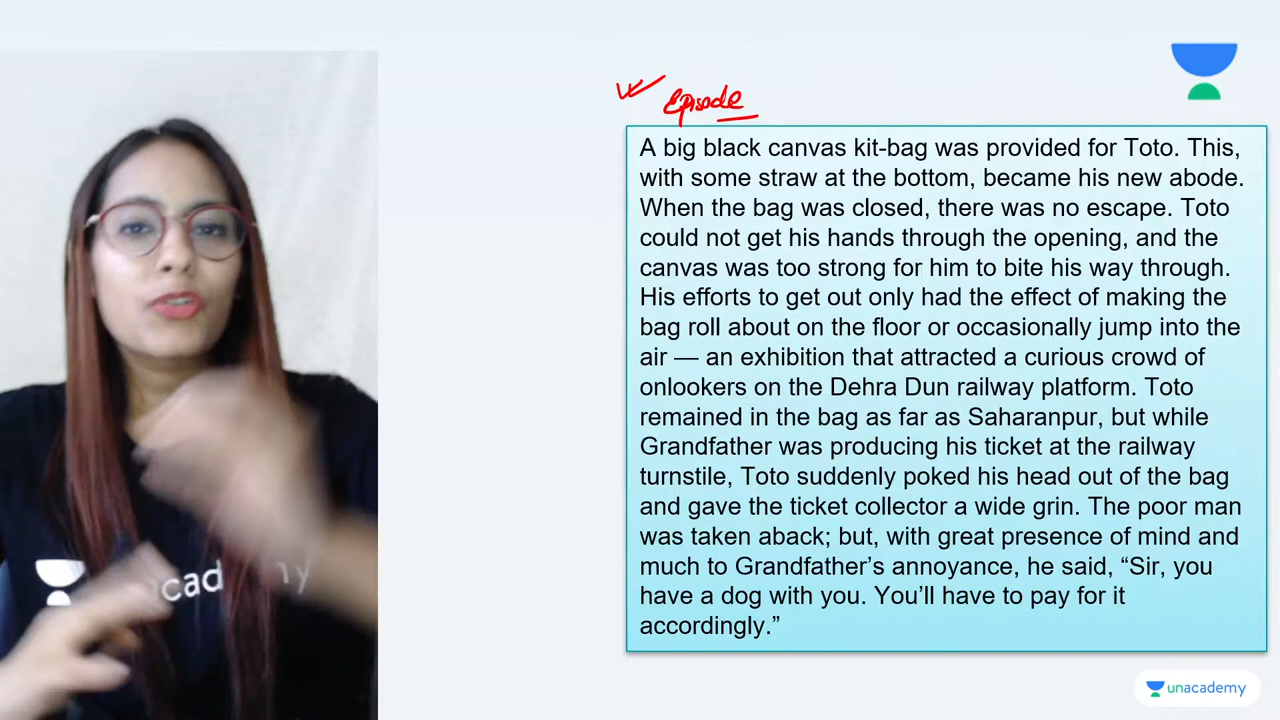 Episode
A big black canvas kit-bag was provided for Toto. This,
with some straw at the bottom, became his new abode.
When the bag was closed, there was no escape. Toto
could not get his hands through the opening, and the
canvas was too strong for him to bite his way through.
His efforts to get out only had the effect of making the
bag roll about on the floor or occasionally jump into the
air — an exhibition that attracted a curious crowd of
onlookers on the Dehra Dun railway platform. Toto
remained in the bag as far as Saharanpur, but while
Grandfather was producing his ticket at the railway
turnstile, Toto suddenly poked his head out of the bag
and gave the ticket collector a wide grin. The poor man
was taken aback; but, with great presence of mind and
much to Grandfather’s annoyance, he said, “Sir, you
have a dog with you. You’ll have to pay for it
accordingly.”
unacademy